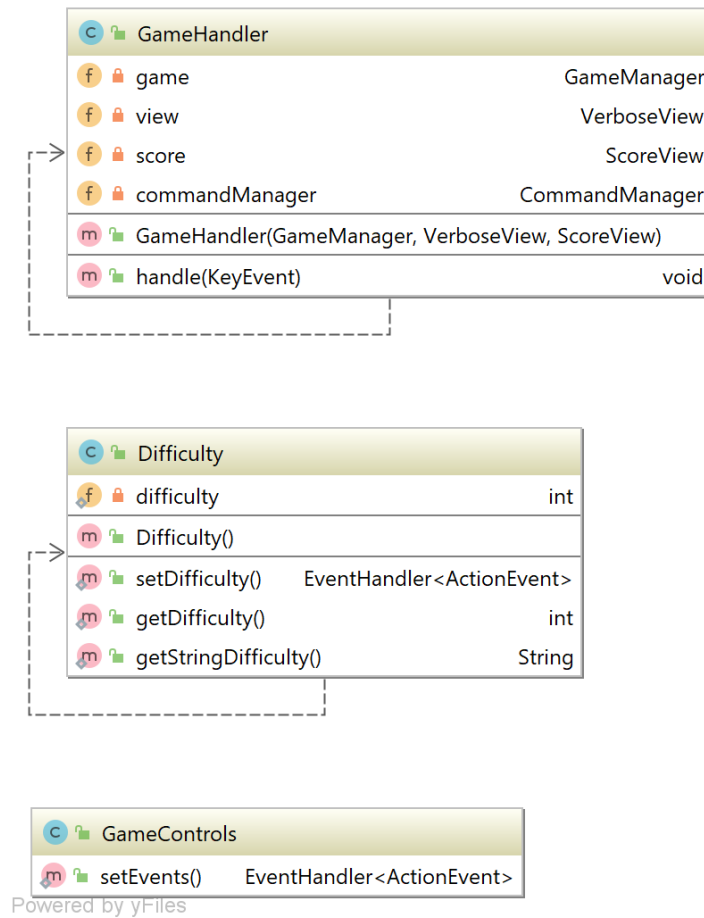 C GameHandler
f game GameManager
f view VerboseView
f score ScoreView
f commandManager CommandManager
m GameHandler(GameManager, VerboseView, ScoreView)
m handle(KeyEvent) void
C Difficulty
f difficulty int
m Difficulty()
m setDifficulty() EventHandler<ActionEvent>
m getDifficulty() int
m getStringDifficulty() String
C GameControls
m setEvents() EventHandler<ActionEvent>
Powered by yFiles